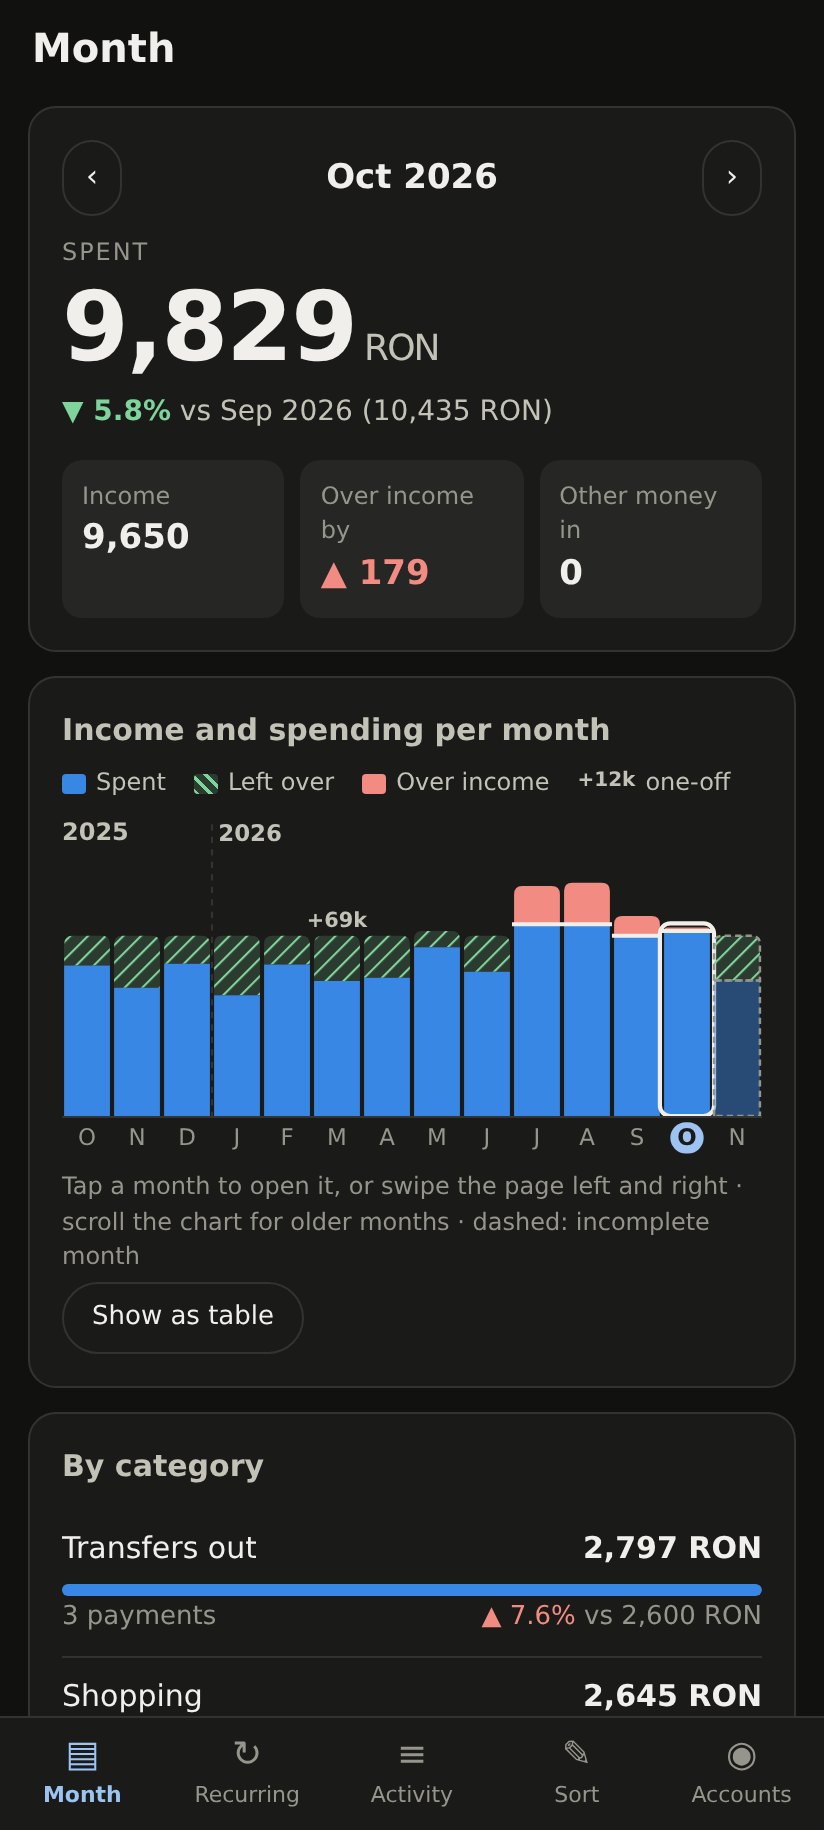 Month
‹ Oct 2026 ›
SPENT
9,829 RON
▼ 5.8% vs Sep 2026 (10,435 RON)
Income
9,650
Over income
by
▲ 179
Other money
in
0
Income and spending per month
Spent Left over Over income +12k one-off
2025 2026
+69k
O N D J F M A M J J A S O N
Tap a month to open it, or swipe the page left and right ·
scroll the chart for older months · dashed: incomplete
month
Show as table
By category
Transfers out 2,797 RON
3 payments ▲ 7.6% vs 2,600 RON
Shopping 2,645 RON
Month Recurring Activity Sort Accounts